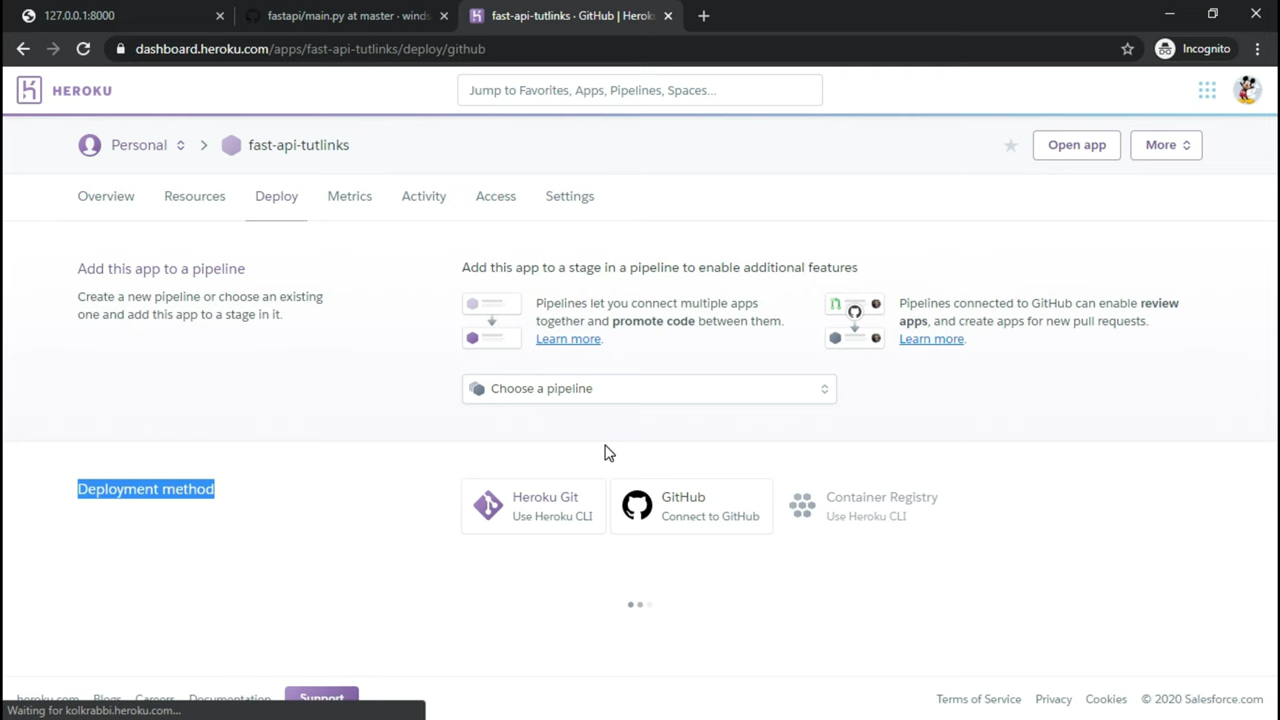 127.0.0.1:8000
fastapi/main.py at master · winds
fast-api-tutlinks · GitHub | Heroku
dashboard.heroku.com/apps/fast-api-tutlinks/deploy/github
Incognito
HEROKU
Jump to Favorites, Apps, Pipelines, Spaces...
Personal
fast-api-tutlinks
Open app
More
Overview
Resources
Deploy
Metrics
Activity
Access
Settings
Add this app to a pipeline
Create a new pipeline or choose an existing
one and add this app to a stage in it.
Add this app to a stage in a pipeline to enable additional features
Pipelines let you connect multiple apps
together and promote code between them.
Learn more.
Pipelines connected to GitHub can enable review
apps, and create apps for new pull requests.
Learn more.
Choose a pipeline
Deployment method
Heroku Git
Use Heroku CLI
GitHub
Connect to GitHub
Container Registry
Use Heroku CLI
heroku.com
Blogs
Careers
Documentation
Support
Terms of Service
Privacy
Cookies
© 2020 Salesforce.com
Waiting for kolkrabbi.heroku.com...